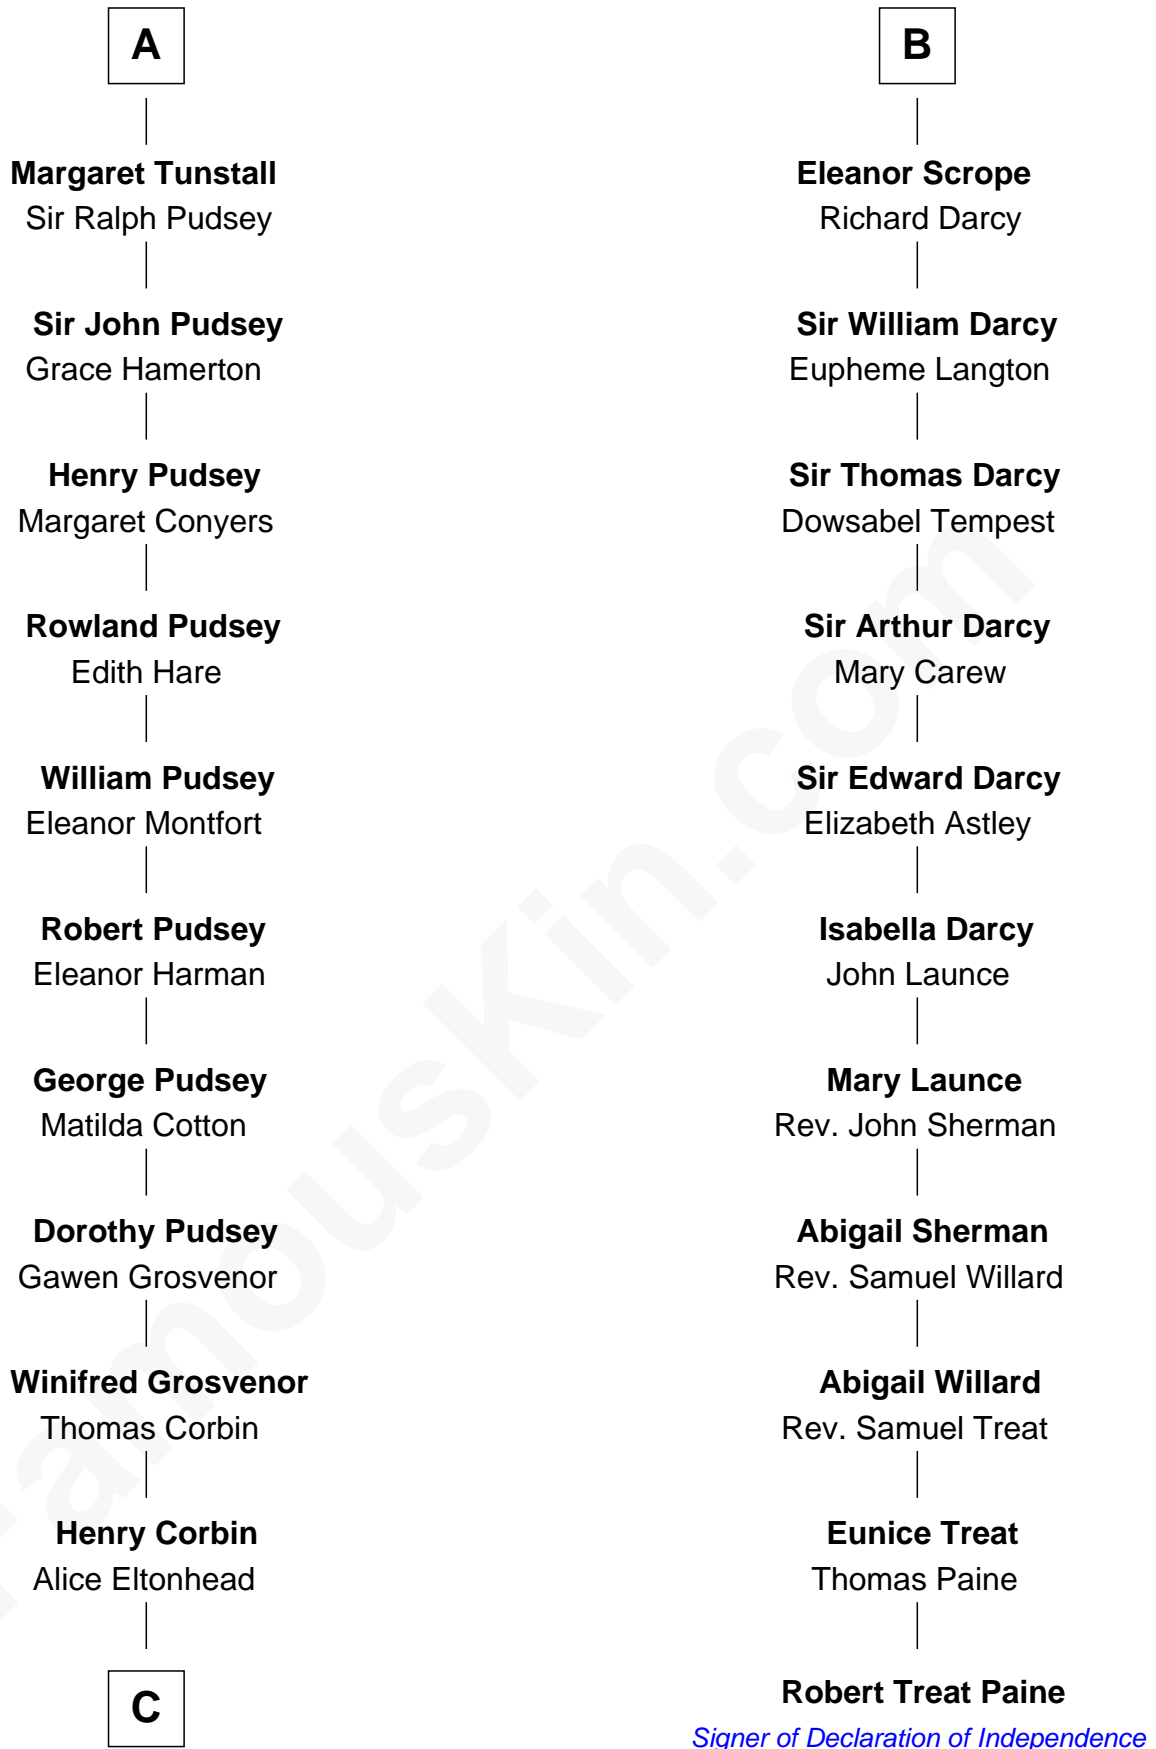 A
Margaret Tunstall
Sir Ralph Pudsey
Sir John Pudsey
Grace Hamerton
Henry Pudsey
Margaret Conyers
Rowland Pudsey
Edith Hare
William Pudsey
Eleanor Montfort
Robert Pudsey
Eleanor Harman
George Pudsey
Matilda Cotton
Dorothy Pudsey
Gawen Grosvenor
Winifred Grosvenor
Thomas Corbin
Henry Corbin
Alice Eltonhead
C
B
Eleanor Scrope
Richard Darcy
Sir William Darcy
Eupheme Langton
Sir Thomas Darcy
Dowsabel Tempest
Sir Arthur Darcy
Mary Carew
Sir Edward Darcy
Elizabeth Astley
Isabella Darcy
John Launce
Mary Launce
Rev. John Sherman
Abigail Sherman
Rev. Samuel Willard
Abigail Willard
Rev. Samuel Treat
Eunice Treat
Thomas Paine
Robert Treat Paine
Signer of Declaration of Independence
FamousKin.com